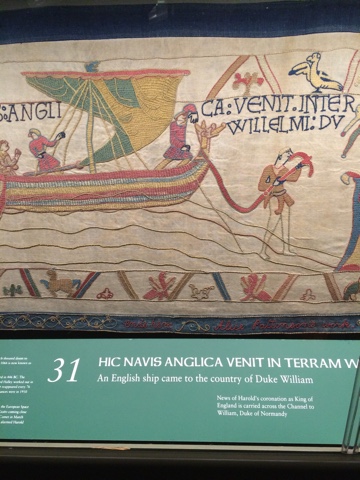 S:ANGLI
CA:VENIT.INTER
WILLELMI:DV
31
HIC NAVIS ANGLICA VENIT IN TERRAM W
An English ship came to the country of Duke William
News of Harold's coronation as King of
England is carried across the Channel to
William, Duke of Normandy